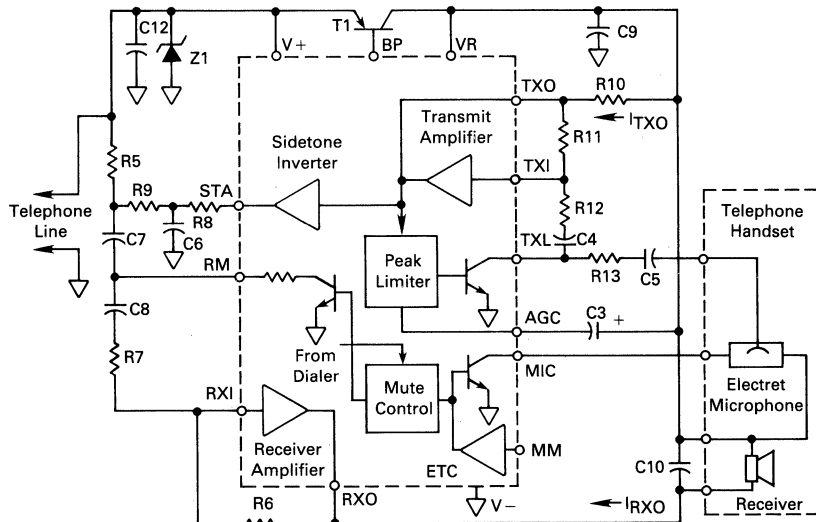 C12
Z1
T1
V+
BP
VR
C9
TXO
R10
ITXO
Transmit
Amplifier
R11
Sidetone
Inverter
R5
R9
STA
TXI
R8
C6
R12
Telephone
Line
C7
TXL
C4
Telephone
Handset
RM
Peak
Limiter
R13
C5
C8
AGC
C3
+
From
Dialer
MIC
R7
Mute
Control
Electret
Microphone
RXI
Receiver
Amplifier
MM
ETC
C10
RXO
V−
IRXO
Receiver
R6